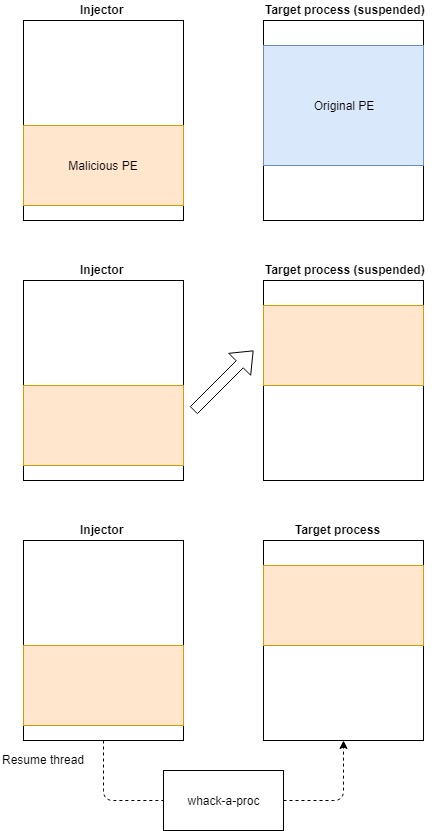 Injector
Target process (suspended)
Malicious PE
Original PE
Injector
Target process (suspended)
Injector
Target process
Resume thread
whack-a-proc